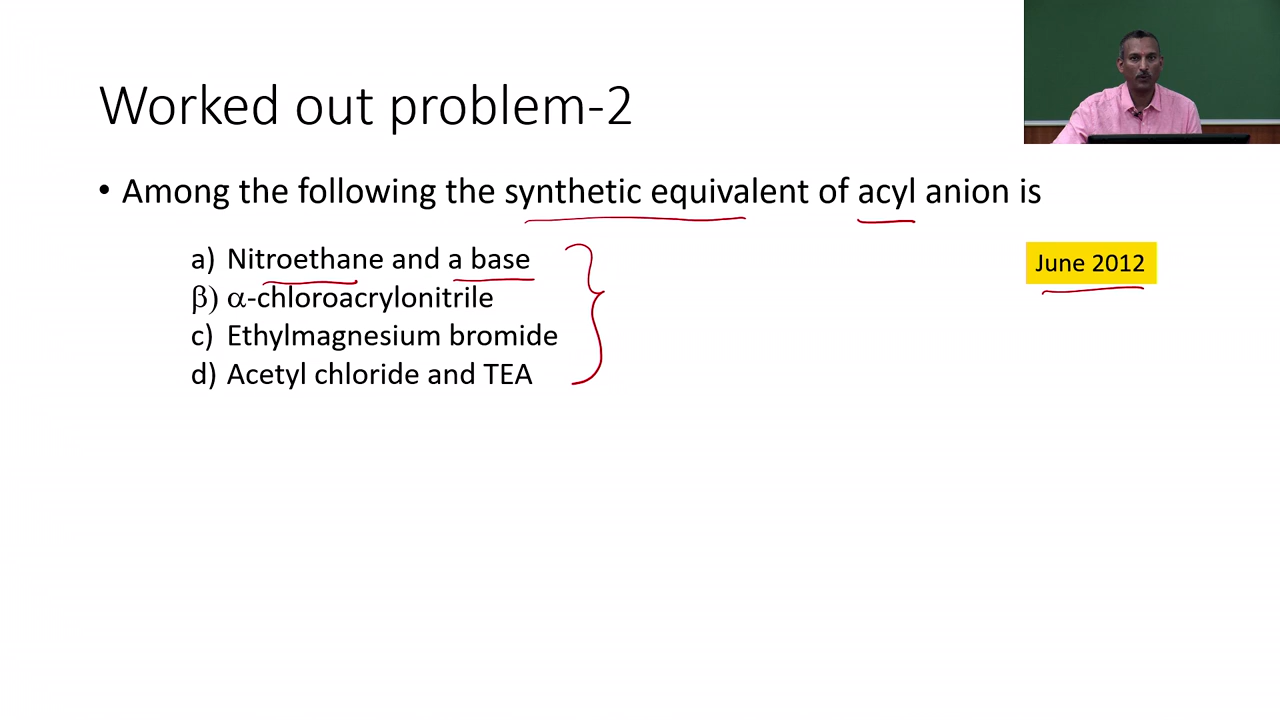 Worked out problem-2
• Among the following the synthetic equivalent of acyl anion is
a) Nitroethane and a base
June 2012
β) α-chloroacrylonitrile
c) Ethylmagnesium bromide
d) Acetyl chloride and TEA